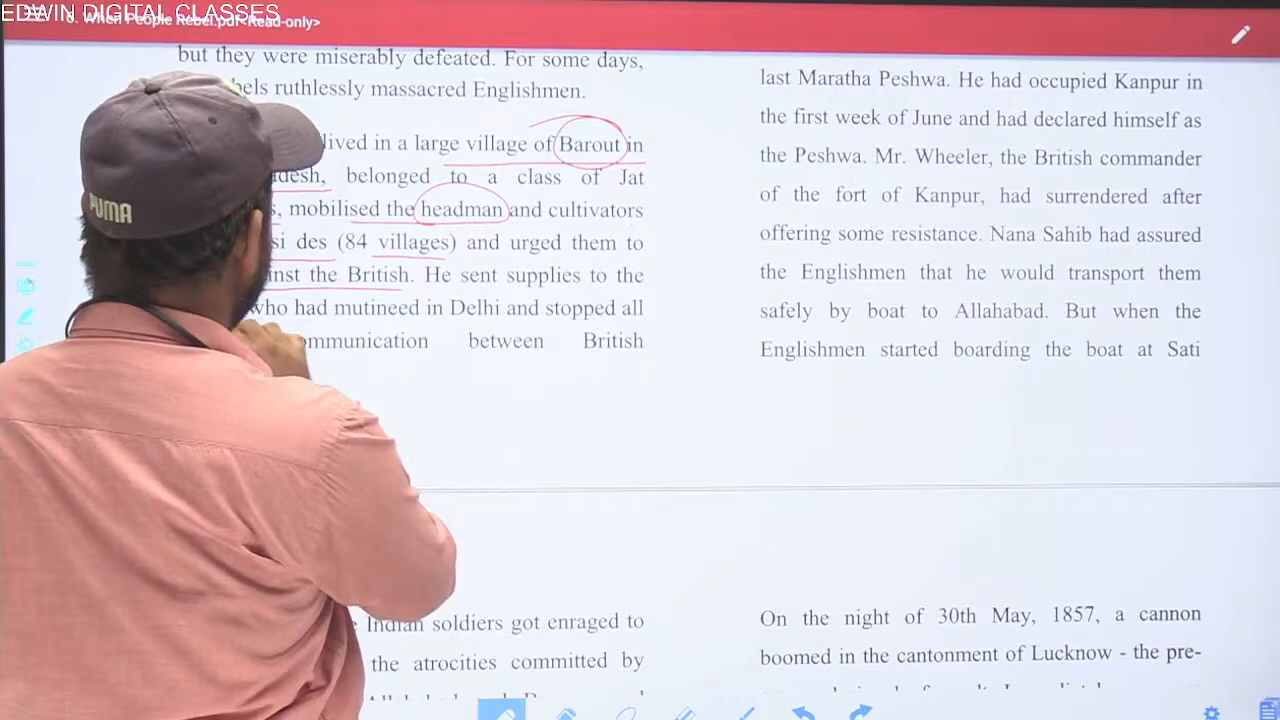 EDWIN DIGITAL CLASSES
When People Rebel.pdf<Read-only>
but they were miserably defeated. For some days,
ruthlessly massacred Englishmen.
lived in a large village of Barout in
belonged to a class of Jat
mobilised the headman and cultivators
des (84 villages) and urged them to
the British. He sent supplies to the
who had mutineed in Delhi and stopped all
between British
Indian soldiers got enraged to
the atrocities committed by
last Maratha Peshwa. He had occupied Kanpur in
the first week of June and had declared himself as
the Peshwa. Mr. Wheeler, the British commander
of the fort of Kanpur, had surrendered after
offering some resistance. Nana Sahib had assured
the Englishmen that he would transport them
safely by boat to Allahabad. But when the
Englishmen started boarding the boat at Sati
On the night of 30th May, 1857, a cannon
boomed in the cantonment of Lucknow - the pre-
PUMA